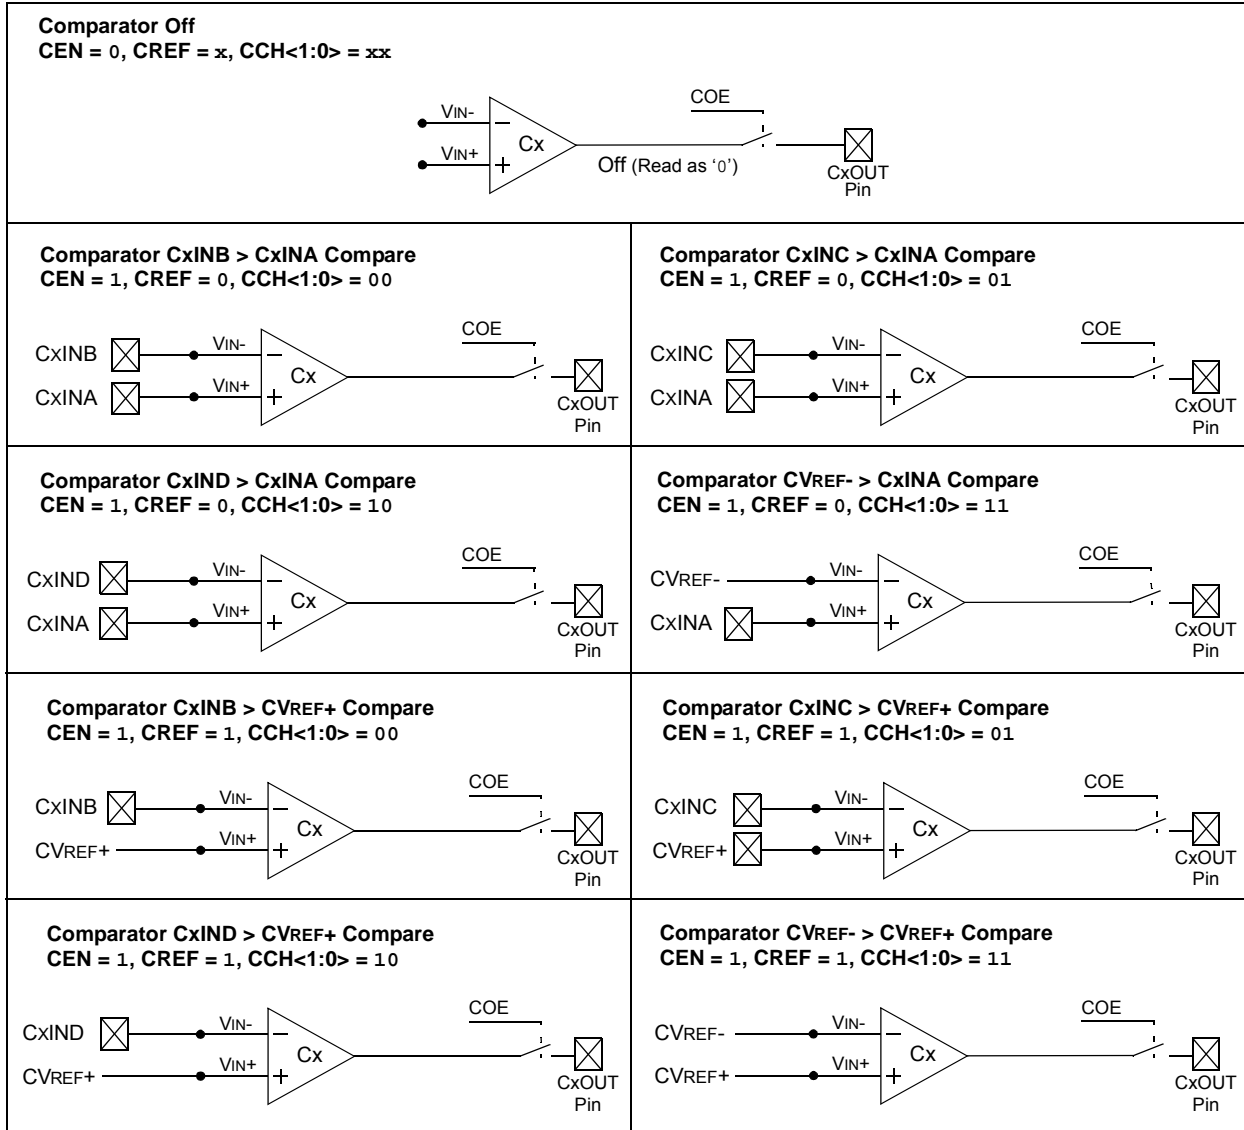 Comparator Off
CEN = 0, CREF = x, CCH<1:0> = xx
COE
VIN-
Cx
VIN+
Off (Read as ‘0’)
CxOUT
Pin
Comparator CxINB > CxINA Compare
CEN = 1, CREF = 0, CCH<1:0> = 00
COE
CxINB
VIN-
Cx
CxINA
VIN+
CxOUT
Pin
Comparator CxINC > CxINA Compare
CEN = 1, CREF = 0, CCH<1:0> = 01
COE
CxINC
VIN-
Cx
CxINA
VIN+
CxOUT
Pin
Comparator CxIND > CxINA Compare
CEN = 1, CREF = 0, CCH<1:0> = 10
COE
CxIND
VIN-
Cx
CxINA
VIN+
CxOUT
Pin
Comparator CVREF- > CxINA Compare
CEN = 1, CREF = 0, CCH<1:0> = 11
COE
CVREF-
VIN-
Cx
CxINA
VIN+
CxOUT
Pin
Comparator CxINB > CVREF+ Compare
CEN = 1, CREF = 1, CCH<1:0> = 00
COE
CxINB
VIN-
Cx
CVREF+
VIN+
CxOUT
Pin
Comparator CxINC > CVREF+ Compare
CEN = 1, CREF = 1, CCH<1:0> = 01
COE
CxINC
VIN-
Cx
CVREF+
VIN+
CxOUT
Pin
Comparator CxIND > CVREF+ Compare
CEN = 1, CREF = 1, CCH<1:0> = 10
COE
CxIND
VIN-
Cx
CVREF+
VIN+
CxOUT
Pin
Comparator CVREF- > CVREF+ Compare
CEN = 1, CREF = 1, CCH<1:0> = 11
COE
CVREF-
VIN-
Cx
CVREF+
VIN+
CxOUT
Pin